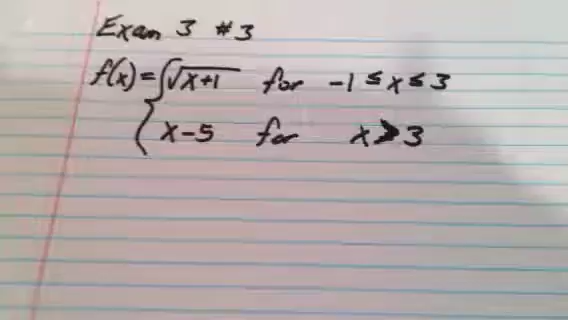 Exam 3 #3
f(x) = { √x+1 for -1 ≤ x ≤ 3
x-5 for x > 3